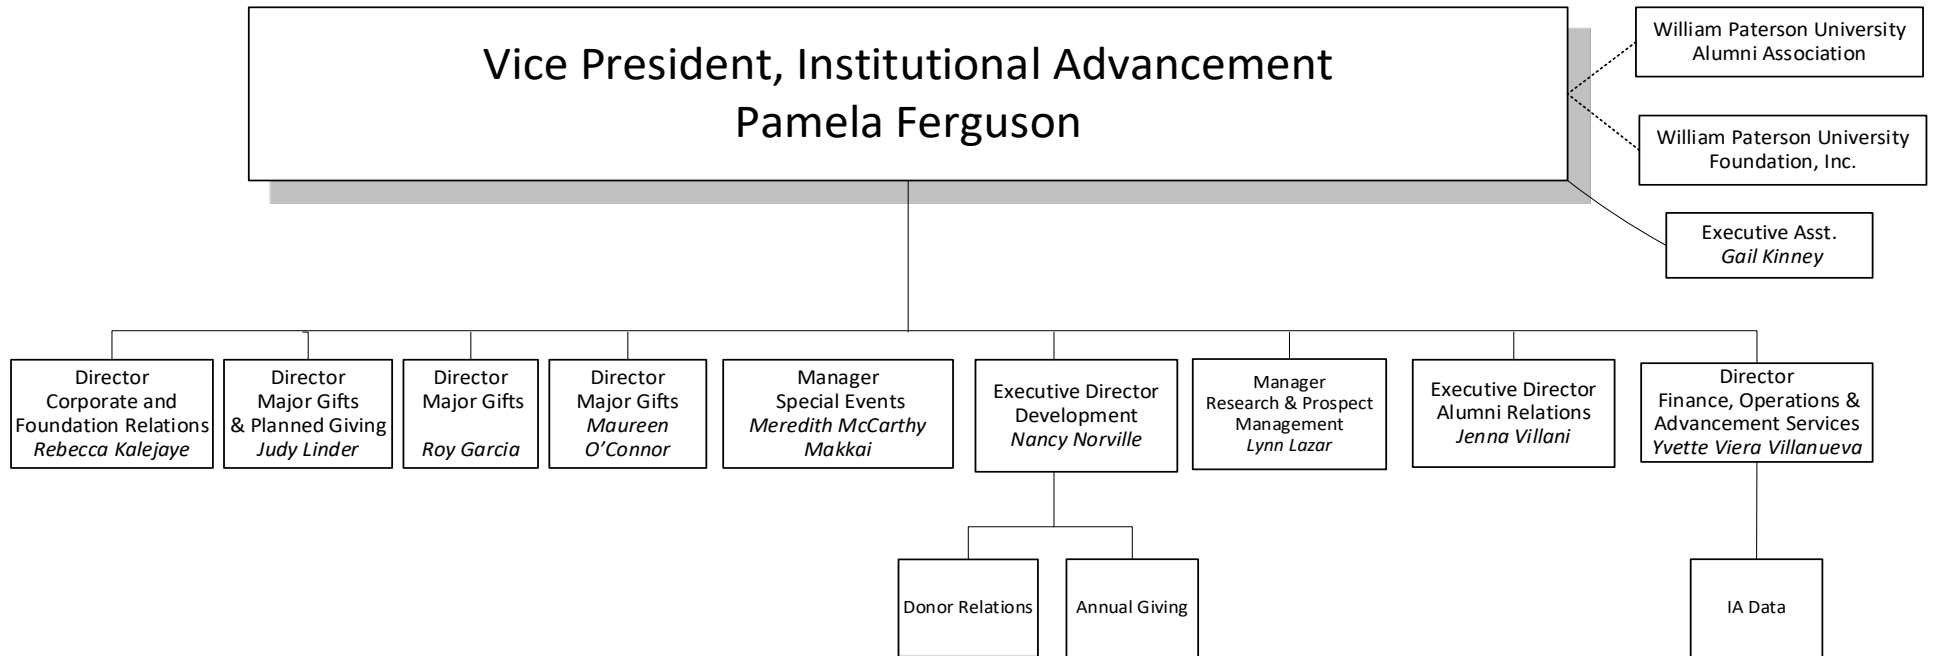 Vice President, Institutional Advancement
Pamela Ferguson
William Paterson University
Alumni Association
William Paterson University
Foundation, Inc.
Executive Asst.
Gail Kinney
Director
Corporate and
Foundation Relations
Rebecca Kalejaye
Director
Major Gifts
& Planned Giving
Judy Linder
Director
Major Gifts
Roy Garcia
Director
Major Gifts
Maureen
O’Connor
Manager
Special Events
Meredith McCarthy
Makkai
Executive Director
Development
Nancy Norville
Manager
Research & Prospect
Management
Lynn Lazar
Executive Director
Alumni Relations
Jenna Villani
Director
Finance, Operations &
Advancement Services
Yvette Viera Villanueva
Donor Relations
Annual Giving
IA Data